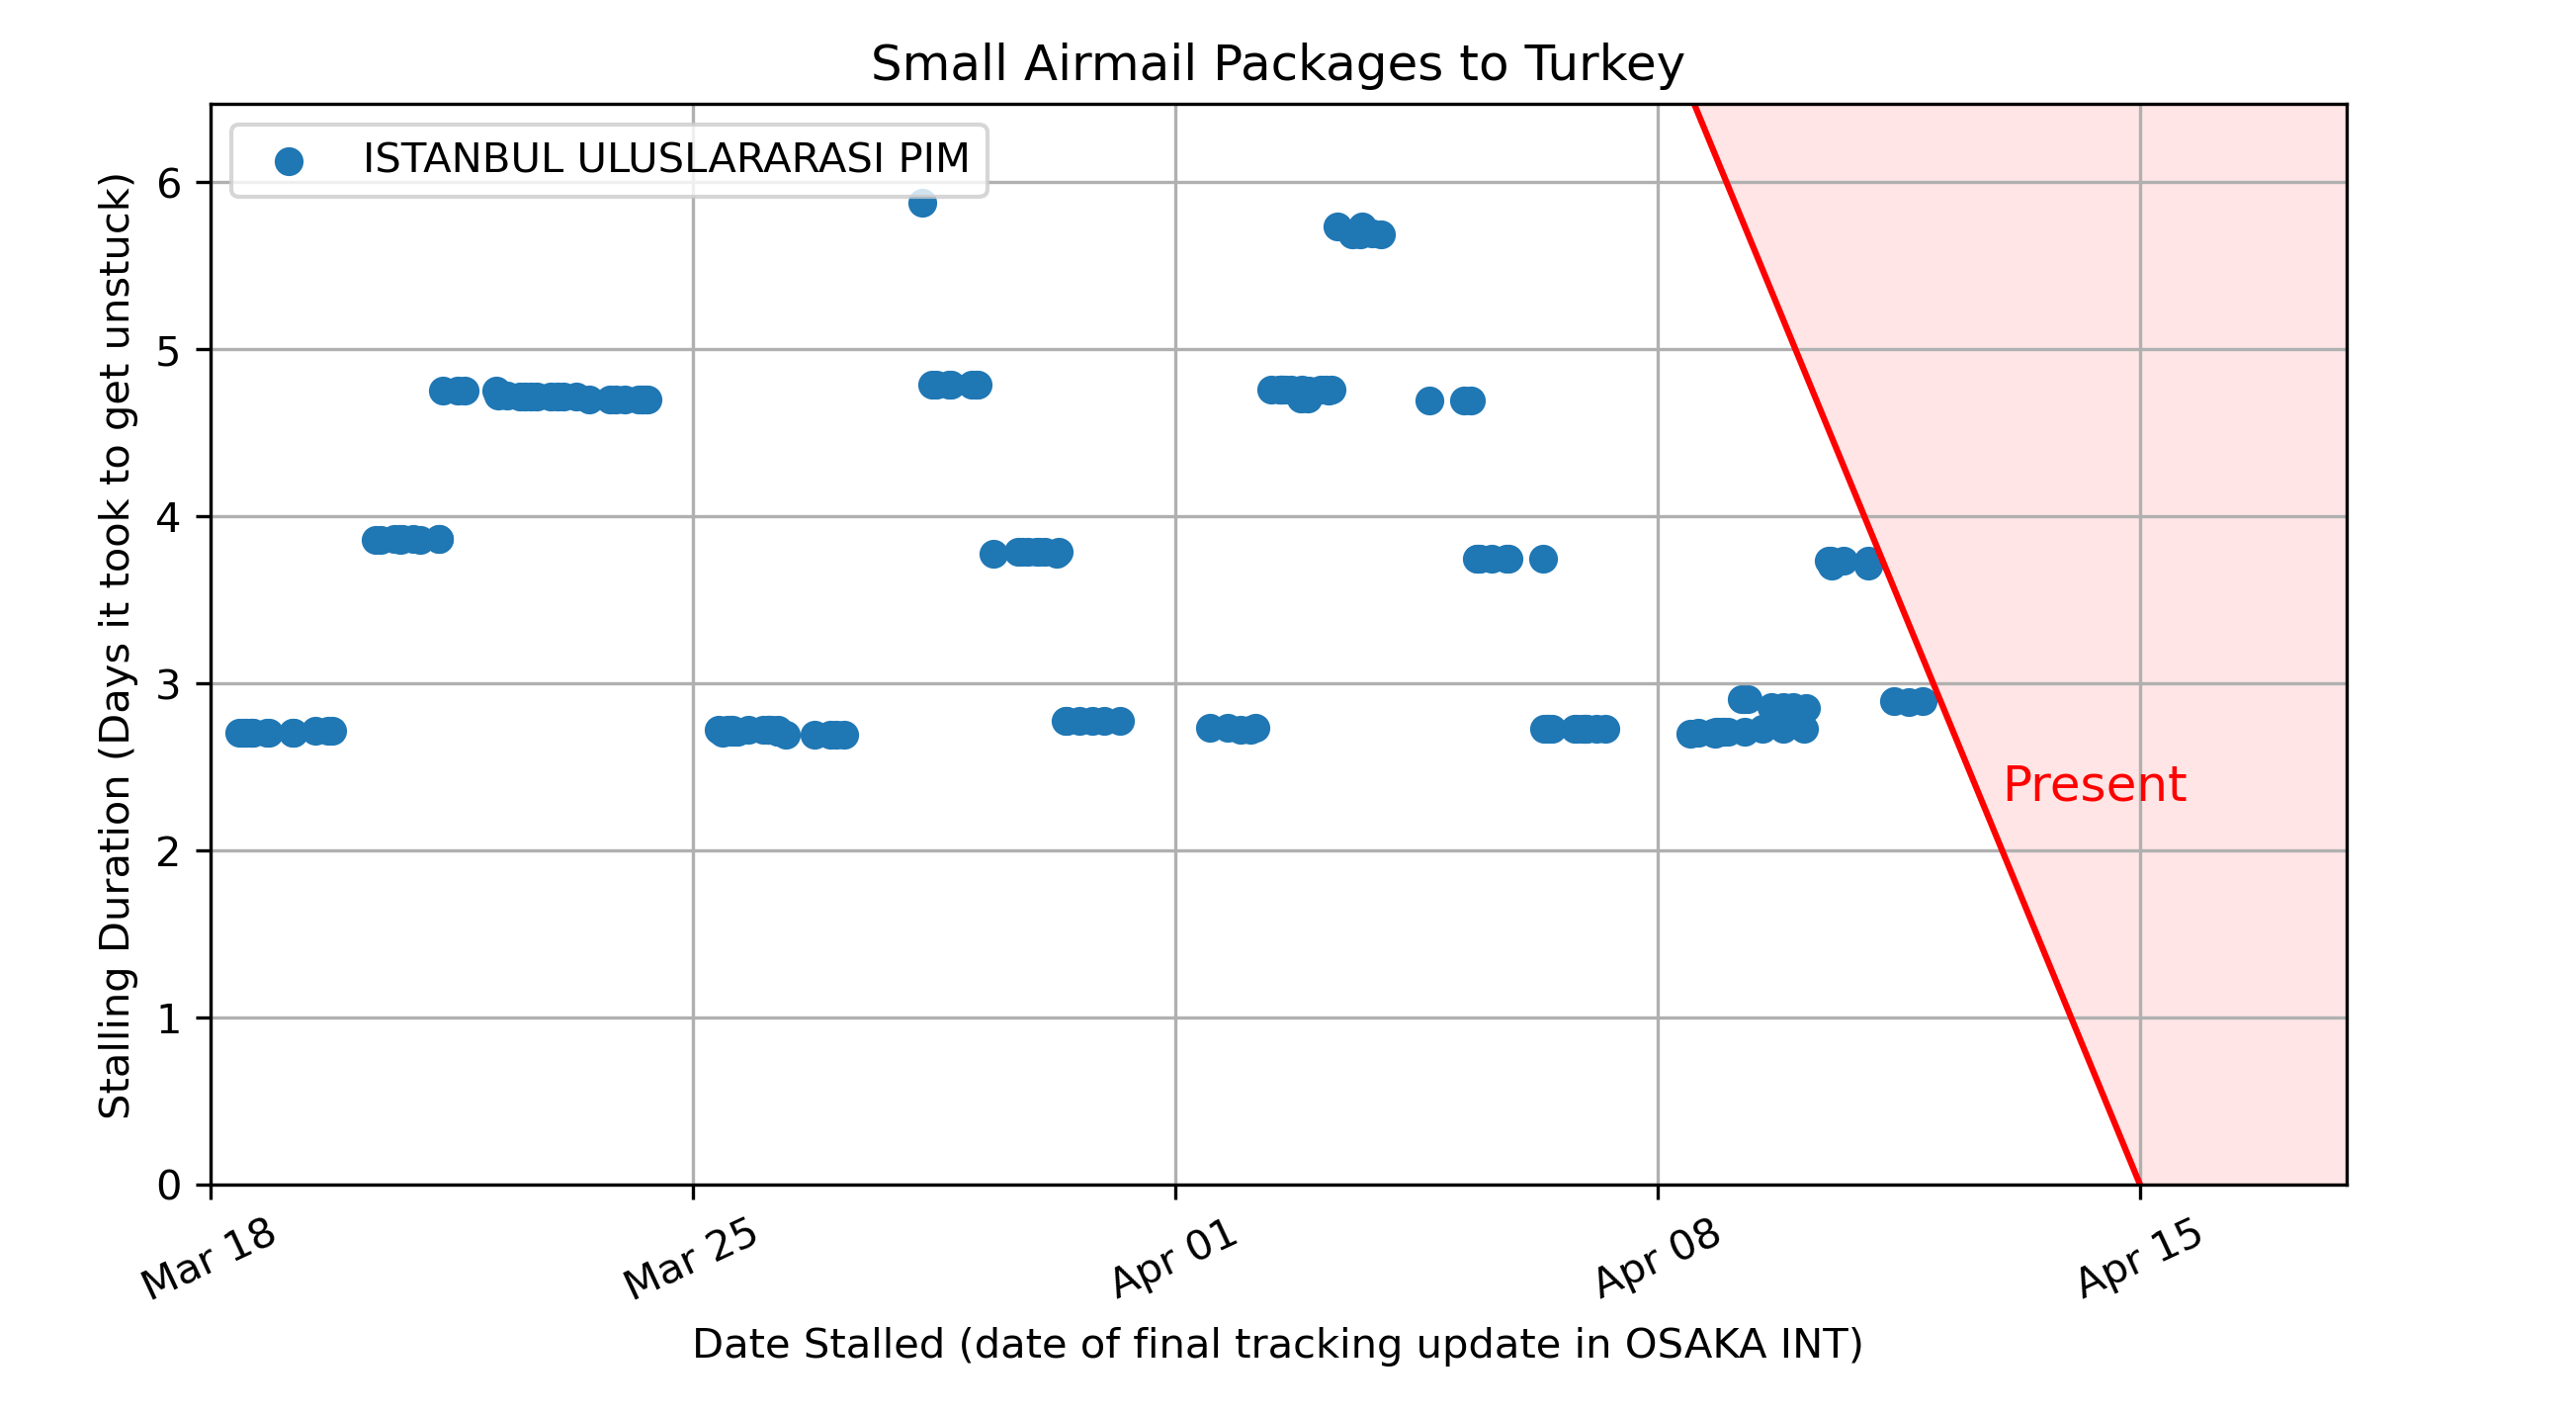 Small Airmail Packages to Turkey
ISTANBUL ULUSLARARASI PIM
Stalling Duration (Days it took to get unstuck)
6
5
4
3
2
1
0
Present
Mar 18
Mar 25
Apr 01
Apr 08
Apr 15
Date Stalled (date of final tracking update in OSAKA INT)